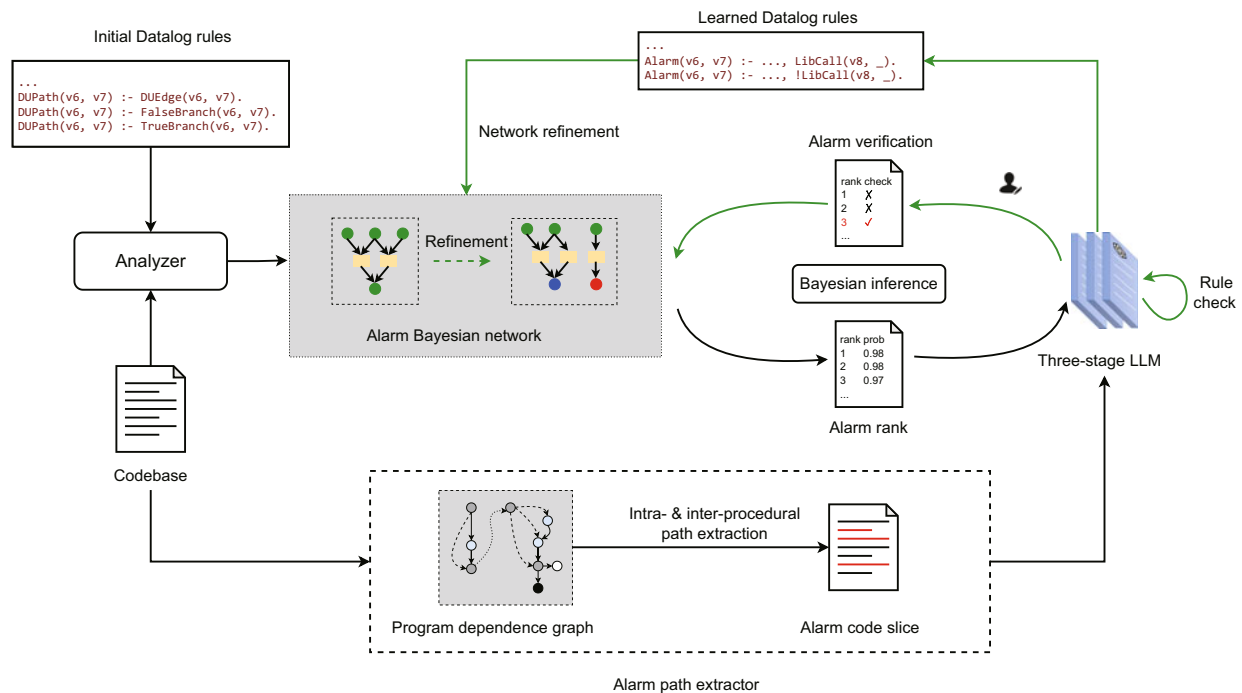 Initial Datalog rules
...
DUPath(v6, v7) :- DUEdge(v6, v7).
DUPath(v6, v7) :- FalseBranch(v6, v7).
DUPath(v6, v7) :- TrueBranch(v6, v7).
Learned Datalog rules
...
Alarm(v6, v7) :- ..., LibCall(v8, _).
Alarm(v6, v7) :- ..., !LibCall(v8, _).
Network refinement
Alarm verification
rank check
1 ✗
2 ✗
3 ✓
...
Analyzer
Refinement
Alarm Bayesian network
Bayesian inference
Rule
check
rank prob
1 0.98
2 0.98
3 0.97
...
Alarm rank
Three-stage LLM
Codebase
Intra- & inter-procedural
path extraction
Program dependence graph
Alarm code slice
Alarm path extractor